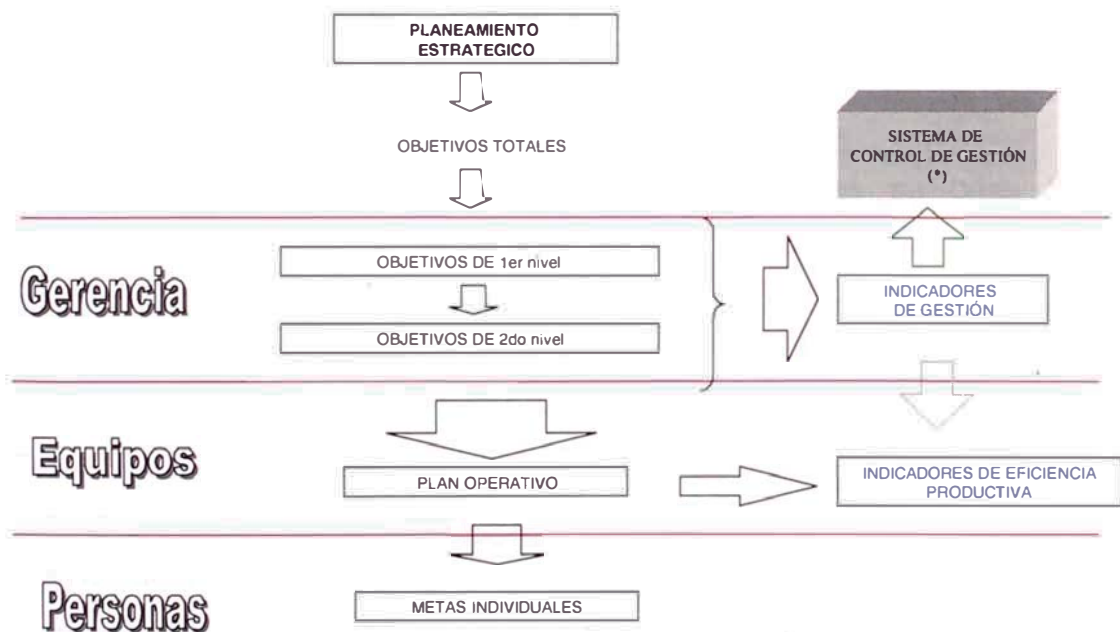 PLANEAMIENTO
ESTRATEGICO
OBJETIVOS TOTALES
SISTEMA DE
CONTROL DE GESTIÓN
(*)
Gerencia
OBJETIVOS DE 1er nivel
OBJETIVOS DE 2do nivel
INDICADORES
DE GESTIÓN
Equipos
PLAN OPERATIVO
INDICADORES DE EFICIENCIA
PRODUCTIVA
Personas
METAS INDIVIDUALES